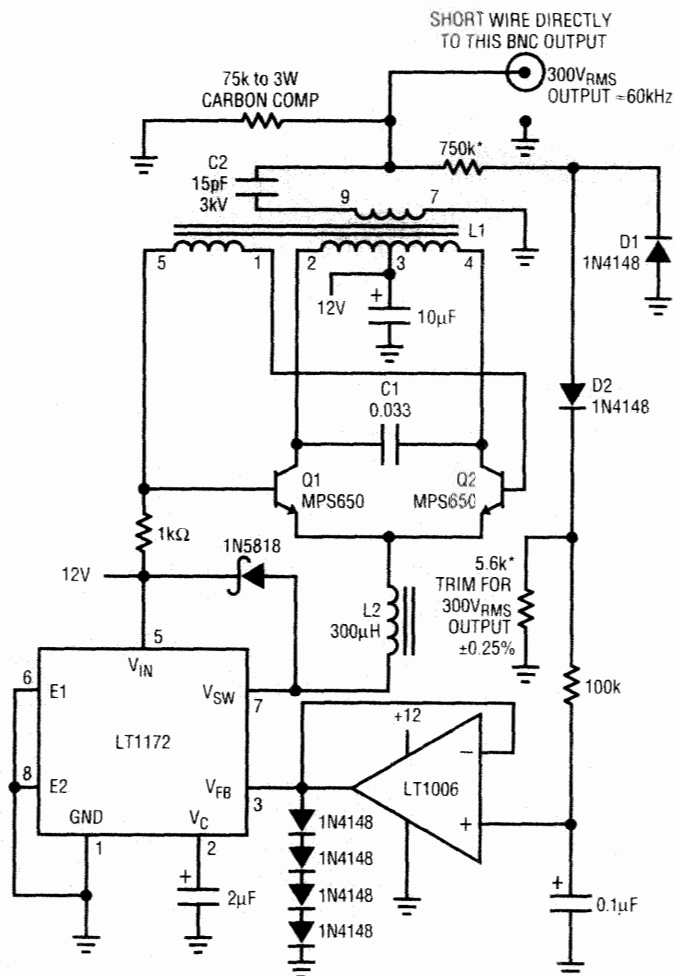 SHORT WIRE DIRECTLY
TO THIS BNC OUTPUT
75k to 3W
CARBON COMP
300VRMS
OUTPUT ≈60kHz
750k*
C2
15pF
3kV
9
7
L1
D1
1N4148
5
1
2
3
4
12V
+
10µF
D2
1N4148
C1
0.033
Q1
MPS650
Q2
MPS650
1kΩ
1N5818
12V
5.6k*
TRIM FOR
300VRMS
OUTPUT
±0.25%
L2
300µH
5
VIN
6
E1
VSW
7
100k
LT1172
+12
−
8
E2
VFB
3
LT1006
GND
VC
+
1
2
1N4148
1N4148
1N4148
1N4148
+
2µF
+
0.1µF